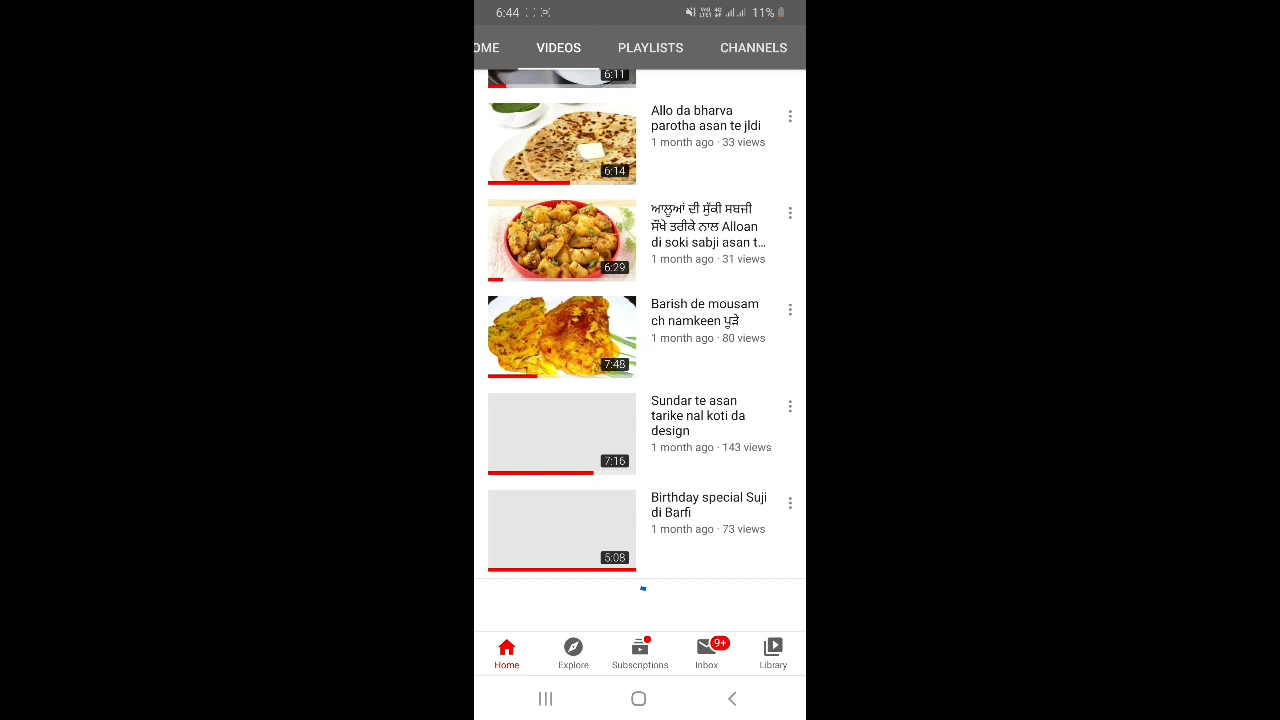 6:44
11%
OME VIDEOS PLAYLISTS CHANNELS
6:11
Allo da bharva
parotha asan te jldi
1 month ago · 33 views
6:14
ਆਲੂਆਂ ਦੀ ਸੁੱਕੀ ਸਬਜੀ
ਸੌਖੇ ਤਰੀਕੇ ਨਾਲ Alloan
di soki sabji asan t...
1 month ago · 31 views
6:29
Barish de mousam
ch namkeen ਪੂੜੇ
1 month ago · 80 views
7:48
Sundar te asan
tarike nal koti da
design
1 month ago · 143 views
7:16
Birthday special Suji
di Barfi
1 month ago · 73 views
5:08
9+
Home Explore Subscriptions Inbox Library